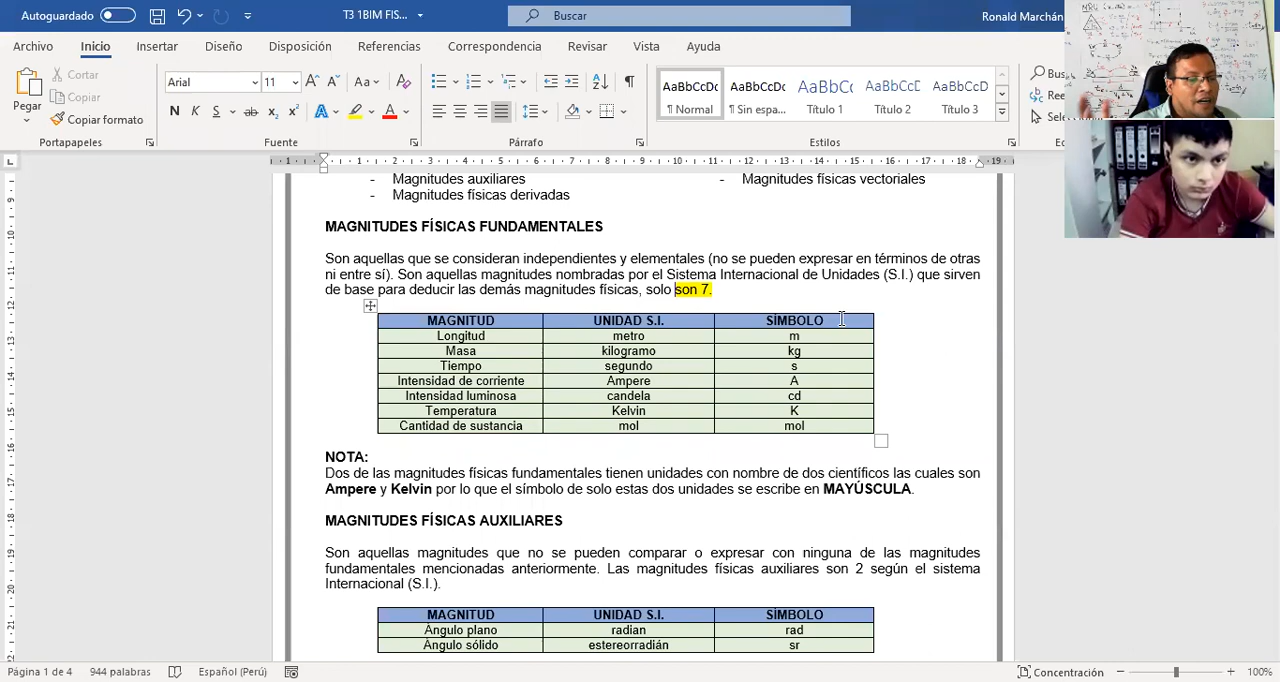 Autoguardado
T3 1BIM FIS...
Buscar
Ronald Marchán
Archivo Inicio Insertar Diseño Disposición Referencias Correspondencia Revisar Vista Ayuda
Pegar
Cortar
Copiar
Copiar formato
Portapapeles
Arial 11
Fuente
Párrafo
AaBbCcDc AaBbCcDc AaBbC AaBbCcD AaBbCcD
¶ Normal ¶ Sin espa... Título 1 Título 2 Título 3
Estilos
- Magnitudes auxiliares - Magnitudes físicas vectoriales
- Magnitudes físicas derivadas
MAGNITUDES FÍSICAS FUNDAMENTALES
Son aquellas que se consideran independientes y elementales (no se pueden expresar en términos de otras
ni entre sí). Son aquellas magnitudes nombradas por el Sistema Internacional de Unidades (S.I.) que sirven
de base para deducir las demás magnitudes físicas, solo son 7.
MAGNITUD UNIDAD S.I. SÍMBOLO
Longitud metro m
Masa kilogramo kg
Tiempo segundo s
Intensidad de corriente Ampere A
Intensidad luminosa candela cd
Temperatura Kelvin K
Cantidad de sustancia mol mol
NOTA:
Dos de las magnitudes físicas fundamentales tienen unidades con nombre de dos científicos las cuales son
Ampere y Kelvin por lo que el símbolo de solo estas dos unidades se escribe en MAYÚSCULA.
MAGNITUDES FÍSICAS AUXILIARES
Son aquellas magnitudes que no se pueden comparar o expresar con ninguna de las magnitudes
fundamentales mencionadas anteriormente. Las magnitudes físicas auxiliares son 2 según el sistema
Internacional (S.I.).
MAGNITUD UNIDAD S.I. SÍMBOLO
Ángulo plano radian rad
Ángulo sólido estereorradián sr
Página 1 de 4 944 palabras Español (Perú) Concentración 100%